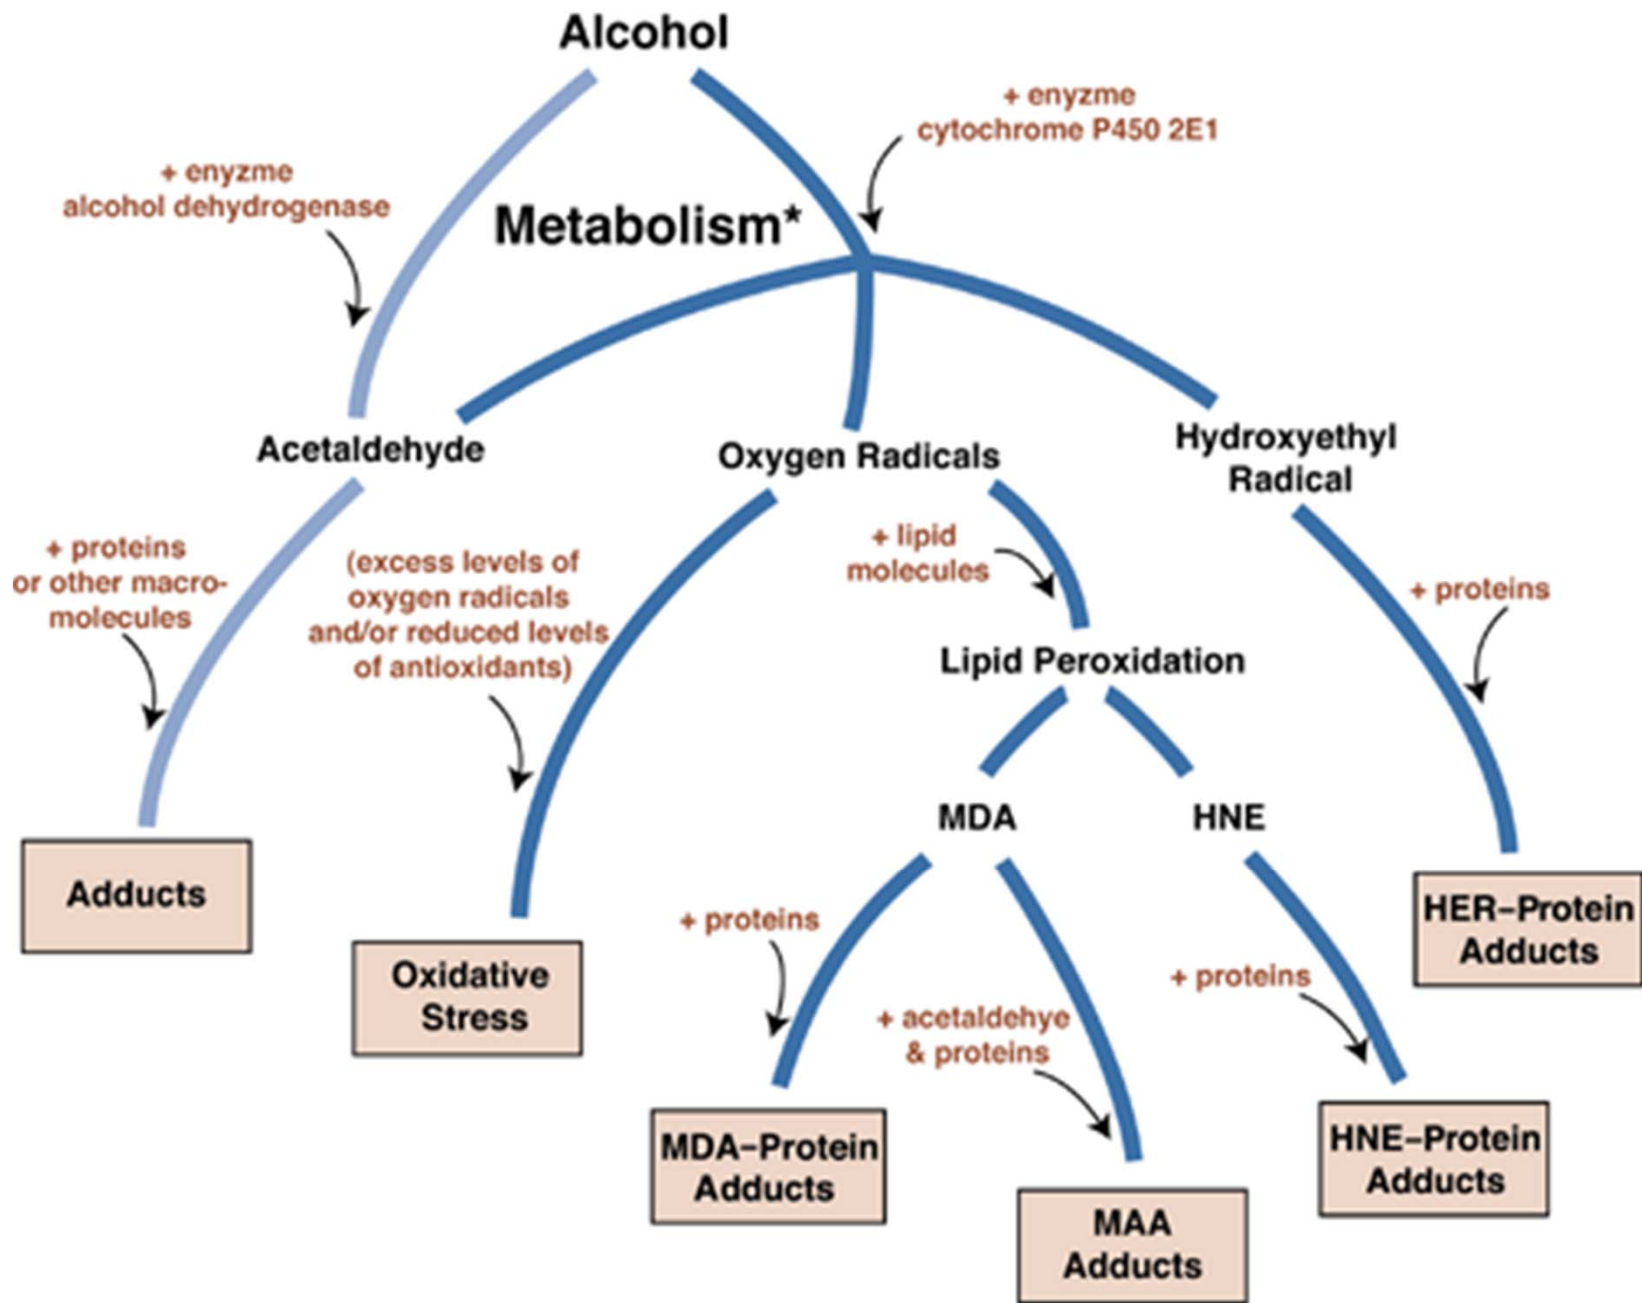 Alcohol
+ enyzme
cytochrome P450 2E1
+ enyzme
alcohol dehydrogenase
Metabolism*
Acetaldehyde
Oxygen Radicals
Hydroxyethyl
Radical
+ proteins
or other macro-
molecules
(excess levels of
oxygen radicals
and/or reduced levels
of antioxidants)
+ lipid
molecules
+ proteins
Lipid Peroxidation
MDA
HNE
Adducts
HER–Protein
Adducts
+ proteins
Oxidative
Stress
+ acetaldehye
& proteins
+ proteins
MDA–Protein
Adducts
HNE–Protein
Adducts
MAA
Adducts